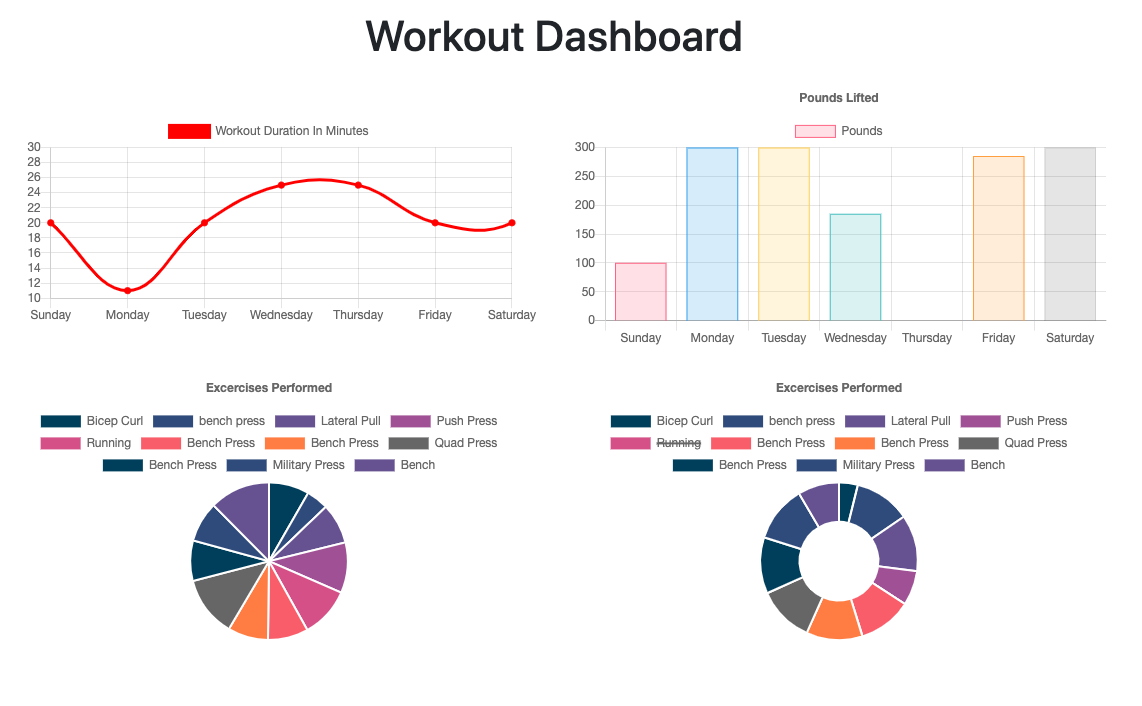 Workout Dashboard
Workout Duration In Minutes
30
28
26
24
22
20
18
16
14
12
10
Sunday Monday Tuesday Wednesday Thursday Friday Saturday
Pounds Lifted
Pounds
300
250
200
150
100
50
0
Sunday Monday Tuesday Wednesday Thursday Friday Saturday
Excercises Performed
Bicep Curl bench press Lateral Pull Push Press
Running Bench Press Bench Press Quad Press
Bench Press Military Press Bench
Excercises Performed
Bicep Curl bench press Lateral Pull Push Press
Running Bench Press Bench Press Quad Press
Bench Press Military Press Bench